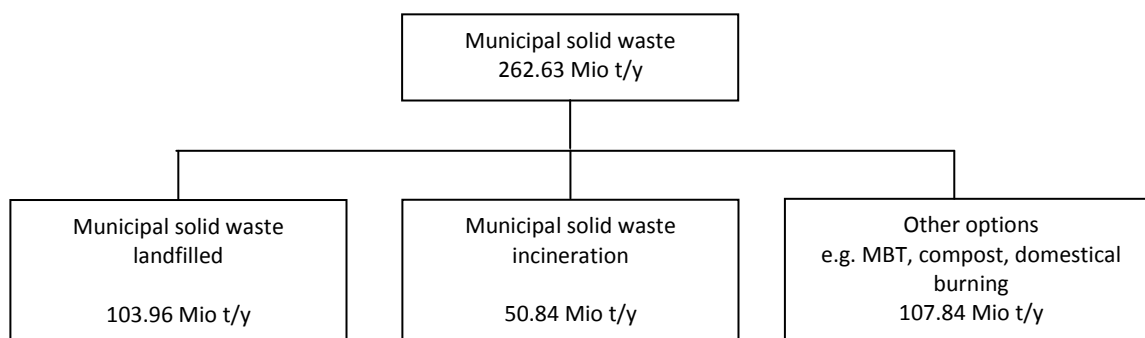 Municipal solid waste
262.63 Mio t/y
Municipal solid waste
landfilled
103.96 Mio t/y
Municipal solid waste
incineration
50.84 Mio t/y
Other options
e.g. MBT, compost, domestical
burning
107.84 Mio t/y